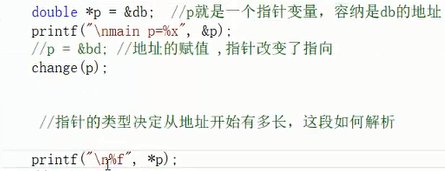 double *p = &db;  //p就是一个指针变量，容纳是db的地址
printf("\nmain p=%x", &p);
//p = &bd; //地址的赋值 ,指针改变了指向
change(p);
//指针的类型决定从地址开始有多长，这段如何解析
printf("\n%f", *p);